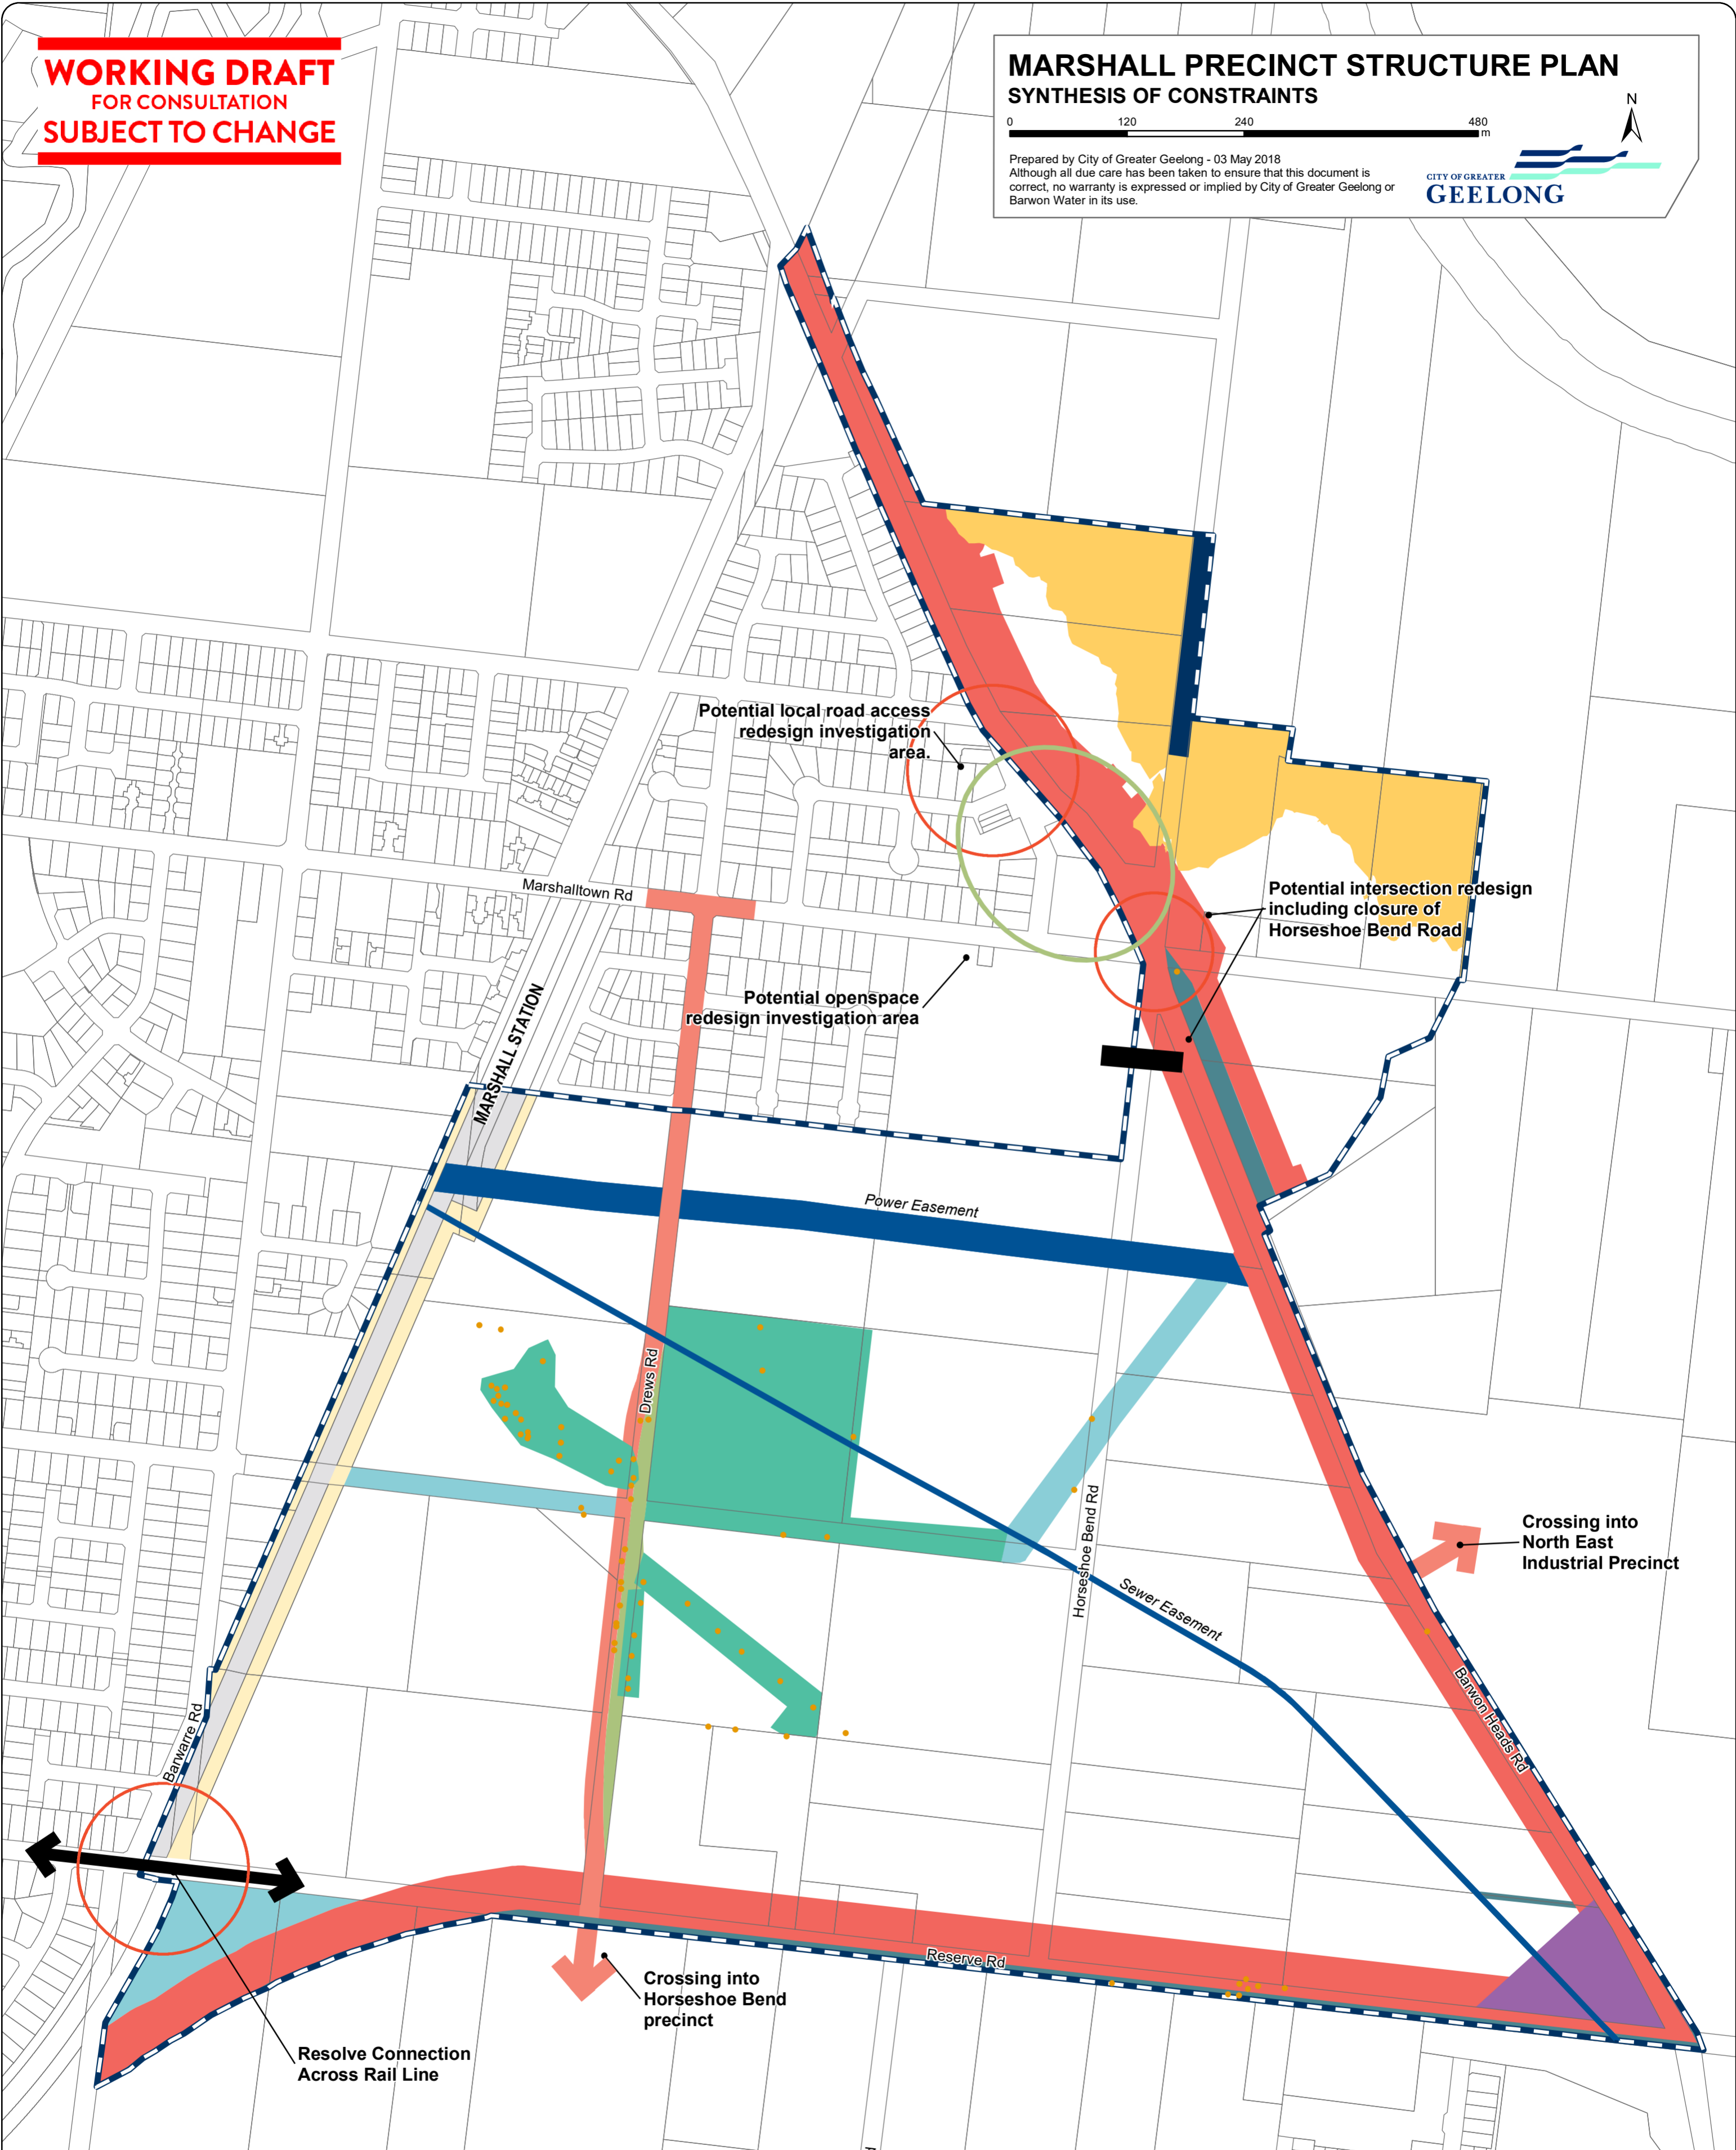 WORKING DRAFT
FOR CONSULTATION
SUBJECT TO CHANGE
MARSHALL PRECINCT STRUCTURE PLAN
SYNTHESIS OF CONSTRAINTS
0 120 240 480
m
N
Prepared by City of Greater Geelong - 03 May 2018
Although all due care has been taken to ensure that this document is
correct, no warranty is expressed or implied by City of Greater Geelong or
Barwon Water in its use.
CITY OF GREATER
GEELONG
Potential local road access
redesign investigation
area.
Marshalltown Rd
Potential intersection redesign
including closure of
Horseshoe Bend Road
Potential openspace
redesign investigation area
MARSHALL STATION
Power Easement
Drews Rd
Horseshoe Bend Rd
Crossing into
North East
Industrial Precinct
Sewer Easement
Barwon Heads Rd
Barwarre Rd
Reserve Rd
Crossing into
Horseshoe Bend
precinct
Resolve Connection
Across Rail Line